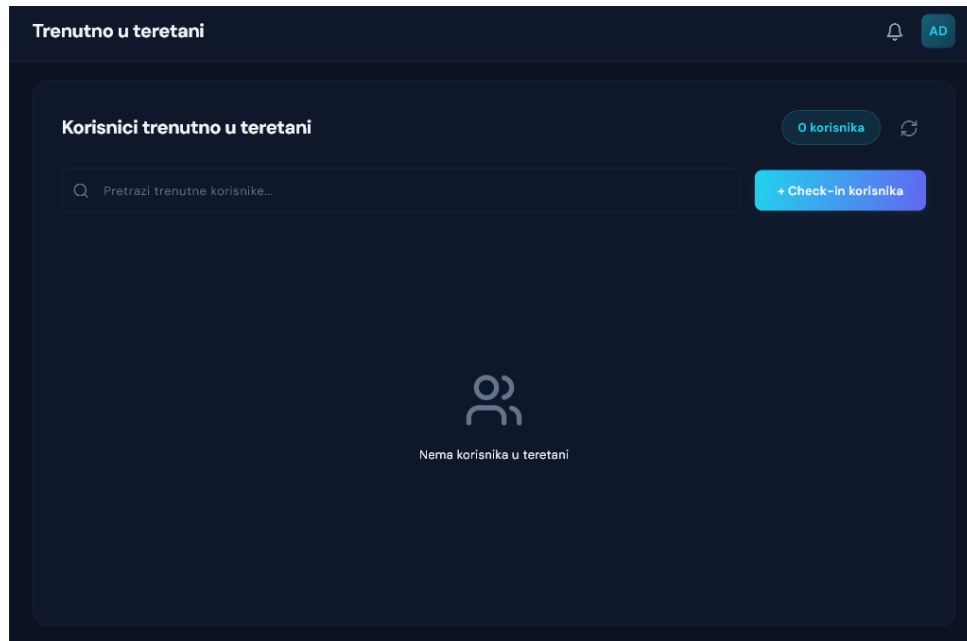 Trenutno u teretani
AD
Korisnici trenutno u teretani
0 korisnika
Pretrazi trenutne korisnike...
+ Check-in korisnika
Nema korisnika u teretani